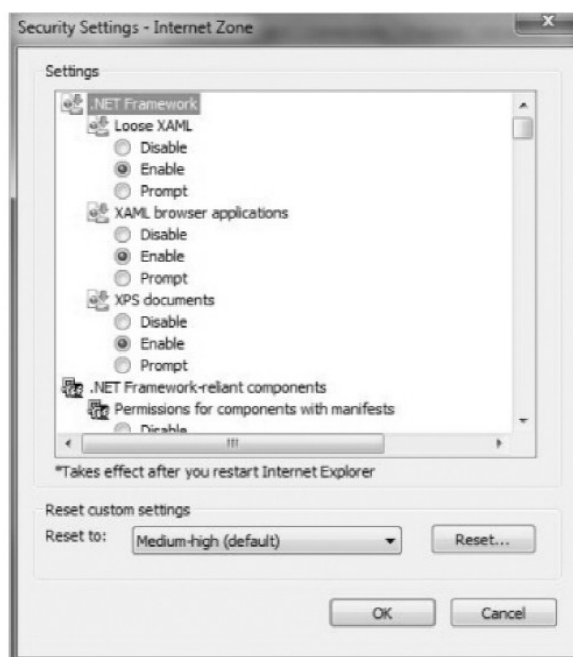 Security Settings - Internet Zone
x
Settings
.NET Framework
Loose XAML
Disable
Enable
Prompt
XAML browser applications
Disable
Enable
Prompt
XPS documents
Disable
Enable
Prompt
.NET Framework-reliant components
Permissions for components with manifests
Disable
*Takes effect after you restart Internet Explorer
Reset custom settings
Reset to: Medium-high (default) Reset...
OK Cancel